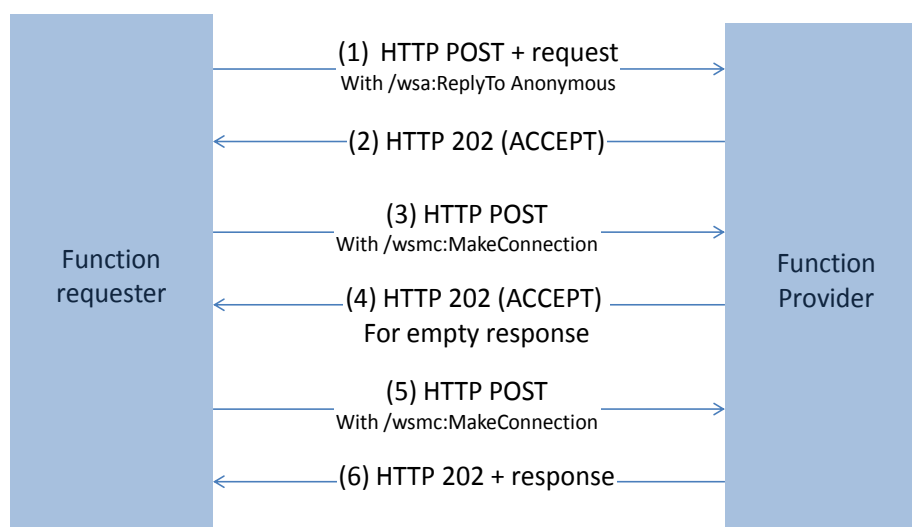 (1) HTTP POST + request
With /wsa:ReplyTo Anonymous
(2) HTTP 202 (ACCEPT)
(3) HTTP POST
With /wsmc:MakeConnection
Function
requester
Function
Provider
(4) HTTP 202 (ACCEPT)
For empty response
(5) HTTP POST
With /wsmc:MakeConnection
(6) HTTP 202 + response